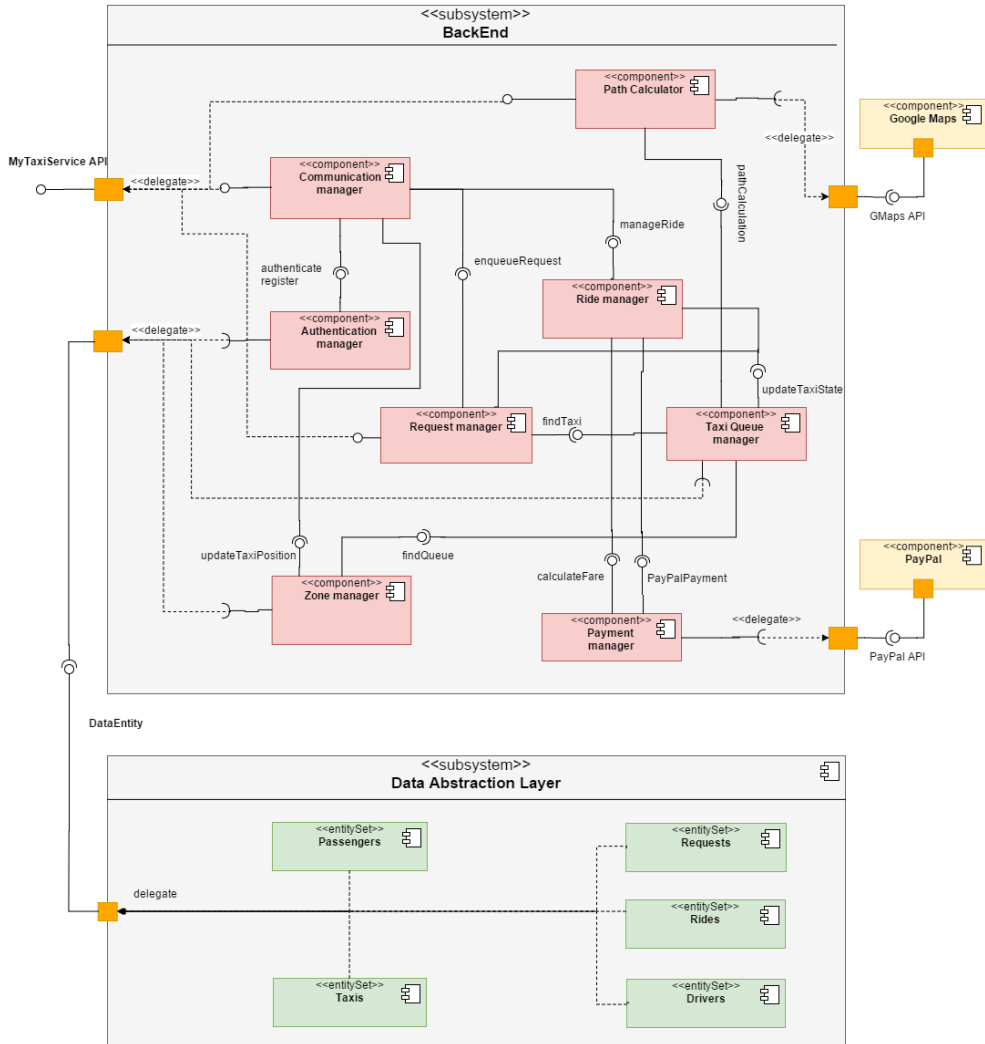 <<subsystem>>
BackEnd
<<component>>
Path Calculator
<<component>>
Google Maps
<<delegate>>
MyTaxiService API
<<delegate>>
<<component>>
Communication
manager
pathCalculation
GMaps API
manageRide
authenticate
register
enqueueRequest
<<component>>
Ride manager
<<delegate>>
<<component>>
Authentication
manager
updateTaxiState
<<component>>
Request manager
findTaxi
<<component>>
Taxi Queue
manager
updateTaxiPosition
findQueue
<<component>>
PayPal
calculateFare
PayPalPayment
<<component>>
Zone manager
<<component>>
Payment
manager
<<delegate>>
PayPal API
DataEntity
<<subsystem>>
Data Abstraction Layer
<<entitySet>>
Passengers
<<entitySet>>
Requests
delegate
<<entitySet>>
Rides
<<entitySet>>
Taxis
<<entitySet>>
Drivers